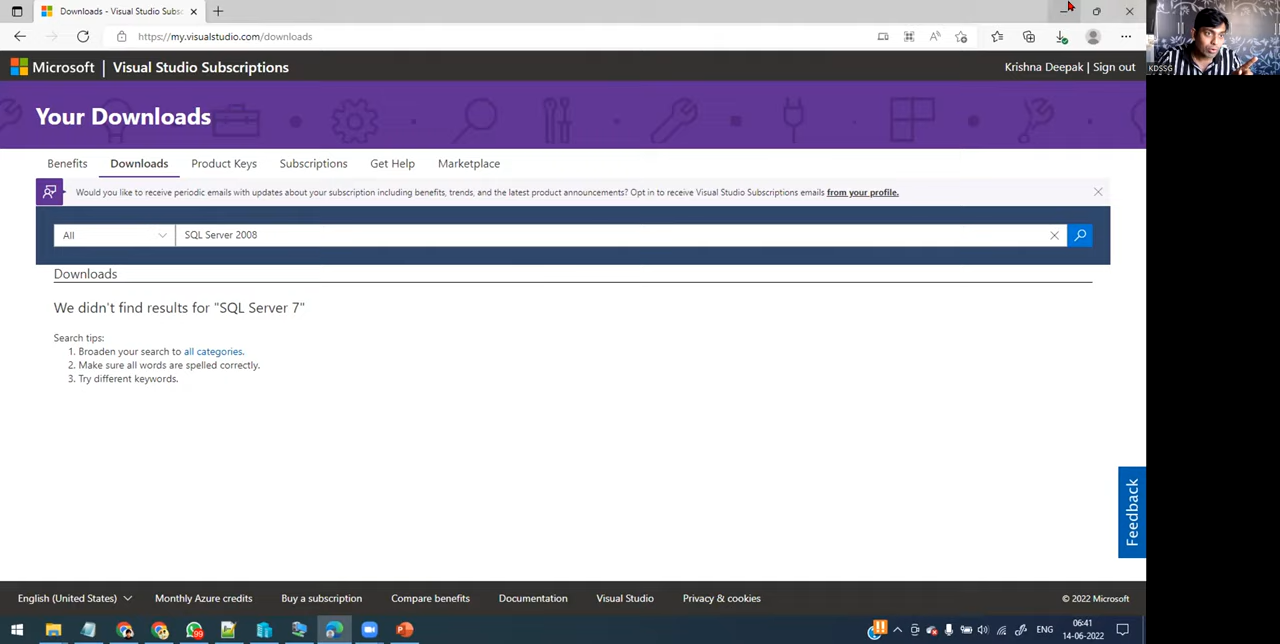 Downloads - Visual Studio Subsc
https://my.visualstudio.com/downloads
KDSSG
Microsoft | Visual Studio Subscriptions
Krishna Deepak | Sign out
Your Downloads
Benefits Downloads Product Keys Subscriptions Get Help Marketplace
Would you like to receive periodic emails with updates about your subscription including benefits, trends, and the latest product announcements? Opt in to receive Visual Studio Subscriptions emails from your profile.
All SQL Server 2008
Downloads
We didn't find results for "SQL Server 7"
Search tips:
1. Broaden your search to all categories.
2. Make sure all words are spelled correctly.
3. Try different keywords.
Feedback
English (United States) Monthly Azure credits Buy a subscription Compare benefits Documentation Visual Studio Privacy & cookies © 2022 Microsoft
99
ENG
06:41
14-06-2022